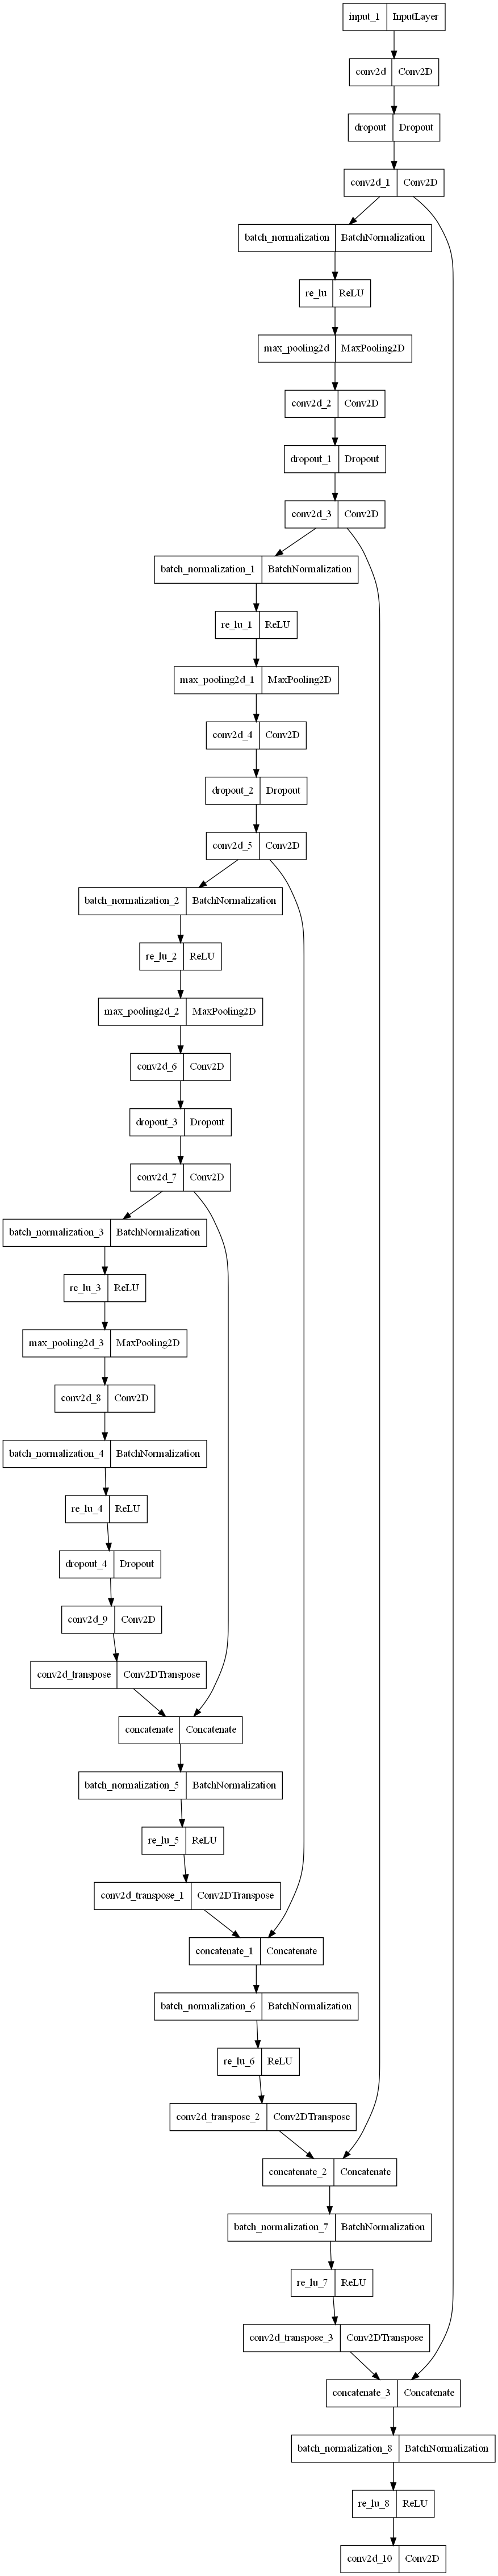 input_1 InputLayer
conv2d Conv2D
dropout Dropout
conv2d_1 Conv2D
batch_normalization BatchNormalization
re_lu ReLU
max_pooling2d MaxPooling2D
conv2d_2 Conv2D
dropout_1 Dropout
conv2d_3 Conv2D
batch_normalization_1 BatchNormalization
re_lu_1 ReLU
max_pooling2d_1 MaxPooling2D
conv2d_4 Conv2D
dropout_2 Dropout
conv2d_5 Conv2D
batch_normalization_2 BatchNormalization
re_lu_2 ReLU
max_pooling2d_2 MaxPooling2D
conv2d_6 Conv2D
dropout_3 Dropout
conv2d_7 Conv2D
batch_normalization_3 BatchNormalization
re_lu_3 ReLU
max_pooling2d_3 MaxPooling2D
conv2d_8 Conv2D
batch_normalization_4 BatchNormalization
re_lu_4 ReLU
dropout_4 Dropout
conv2d_9 Conv2D
conv2d_transpose Conv2DTranspose
concatenate Concatenate
batch_normalization_5 BatchNormalization
re_lu_5 ReLU
conv2d_transpose_1 Conv2DTranspose
concatenate_1 Concatenate
batch_normalization_6 BatchNormalization
re_lu_6 ReLU
conv2d_transpose_2 Conv2DTranspose
concatenate_2 Concatenate
batch_normalization_7 BatchNormalization
re_lu_7 ReLU
conv2d_transpose_3 Conv2DTranspose
concatenate_3 Concatenate
batch_normalization_8 BatchNormalization
re_lu_8 ReLU
conv2d_10 Conv2D